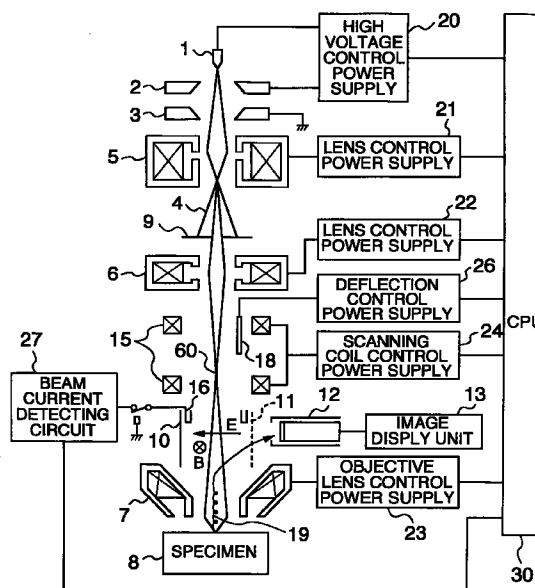 1
HIGH
VOLTAGE
CONTROL
POWER
SUPPLY
20
2
3
21
5
LENS CONTROL
POWER SUPPLY
4
22
9
LENS CONTROL
POWER SUPPLY
6
26
DEFLECTION
CONTROL
POWER SUPPLY
CPU
15
18
24
27
60
SCANNING
COIL CONTROL
POWER SUPPLY
BEAM
CURRENT
DETECTING
CIRCUIT
16
11
12
13
10
E
B
IMAGE
DISPLY UNIT
7
OBJECTIVE
LENS CONTROL
POWER SUPPLY
19
23
8
SPECIMEN
30